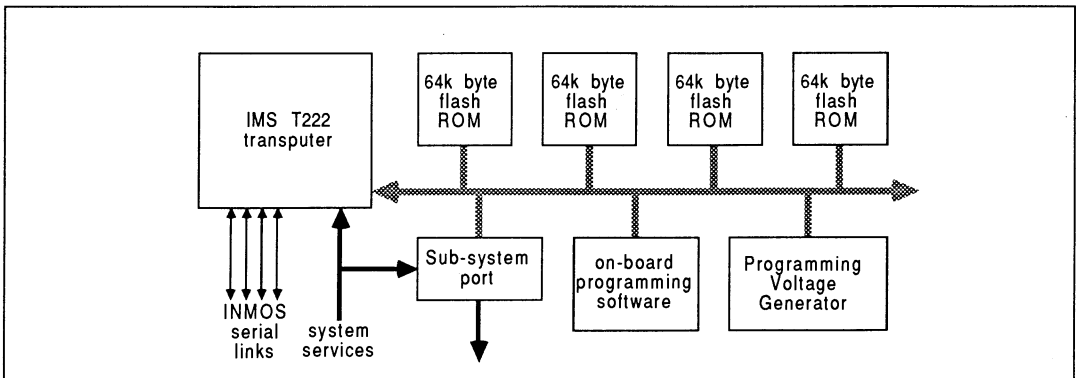 IMS T222
transputer
64k byte
flash
ROM
64k byte
flash
ROM
64k byte
flash
ROM
64k byte
flash
ROM
Sub-system
port
on-board
programming
software
Programming
Voltage
Generator
INMOS
serial
links
system
services